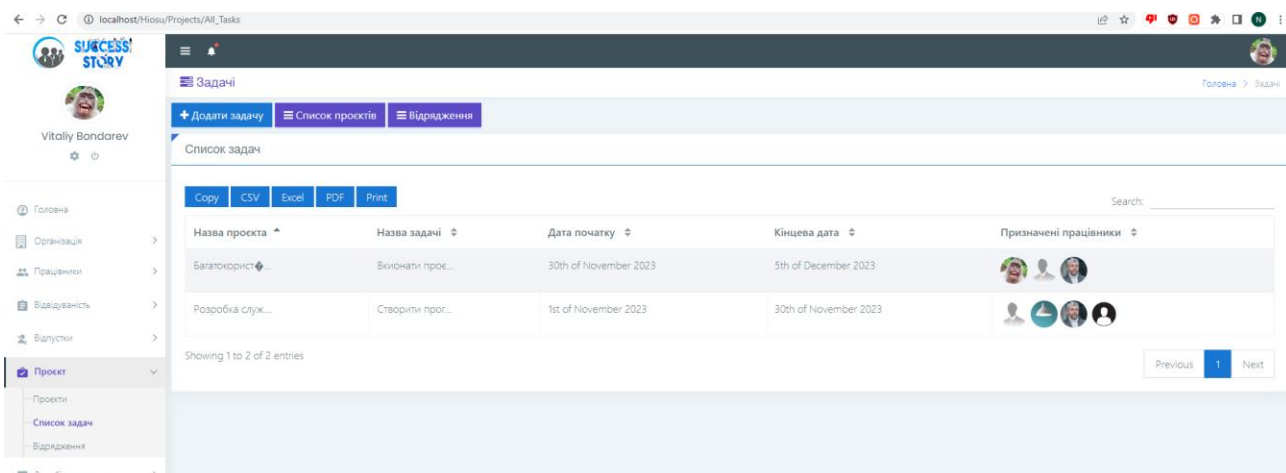 localhost/Hiosu/Projects/All_Tasks
N
SUCCESS
STORY
Vitaliy Bondarev
Головна
Організація
Працівники
Відвідуваність
Відпустки
Проєкт
Проєкти
Список задач
Відрядження
Задачі
Головна > Задачі
Додати задачу
Список проєктів
Відрядження
Список задач
Copy CSV Excel PDF Print
Search:
Назва проєкта Назва задачі Дата початку Кінцева дата Призначені працівники
Багатокорист�... Вкионати проє... 30th of November 2023 5th of December 2023
Розробка служ... Створити прог... 1st of November 2023 30th of November 2023
Showing 1 to 2 of 2 entries
Previous 1 Next